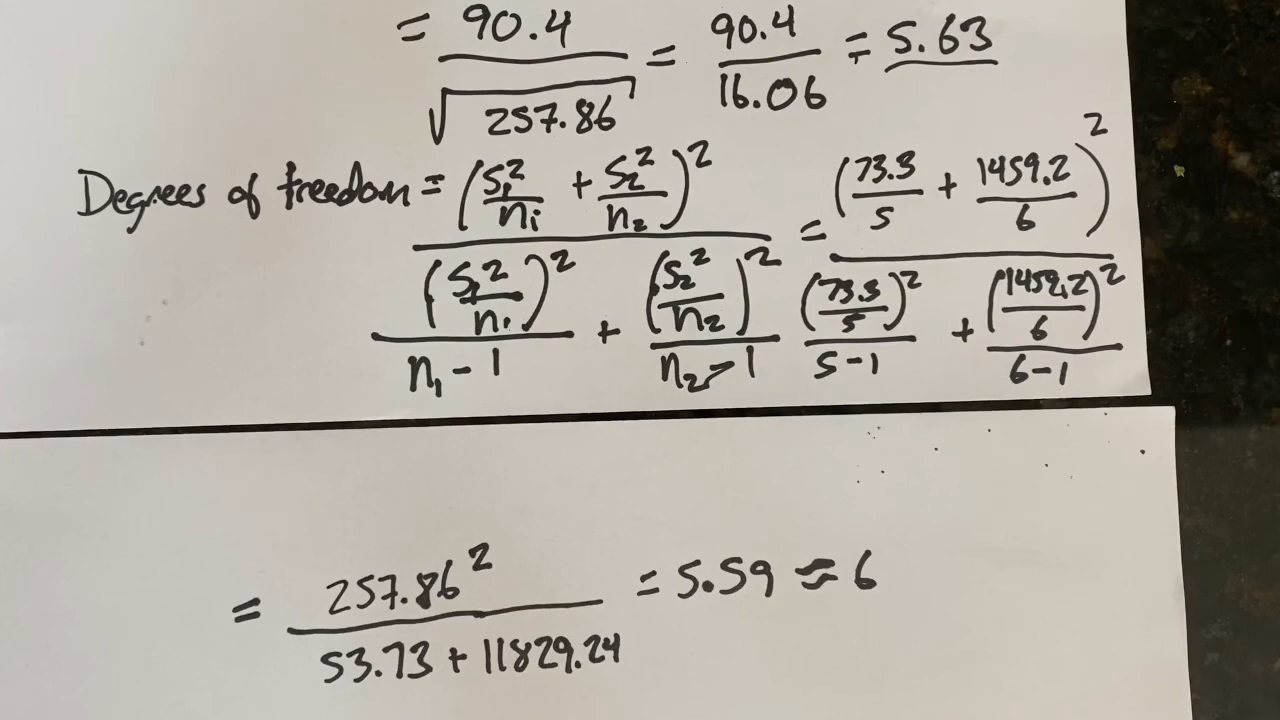 = 90.4 / √257.86 = 90.4 / 16.06 = 5.63
Degrees of freedom = (S₁²/n₁ + S₂²/n₂)² / ((S₁²/n₁)²/(n₁ - 1) + (S₂²/n₂)²/(n₂ - 1)) = (73.3/5 + 1459.2/6)² / ((73.3/5)²/(5-1) + (1459.2/6)²/(6-1))
= 257.86² / (53.73 + 11829.24) = 5.59 ≈ 6